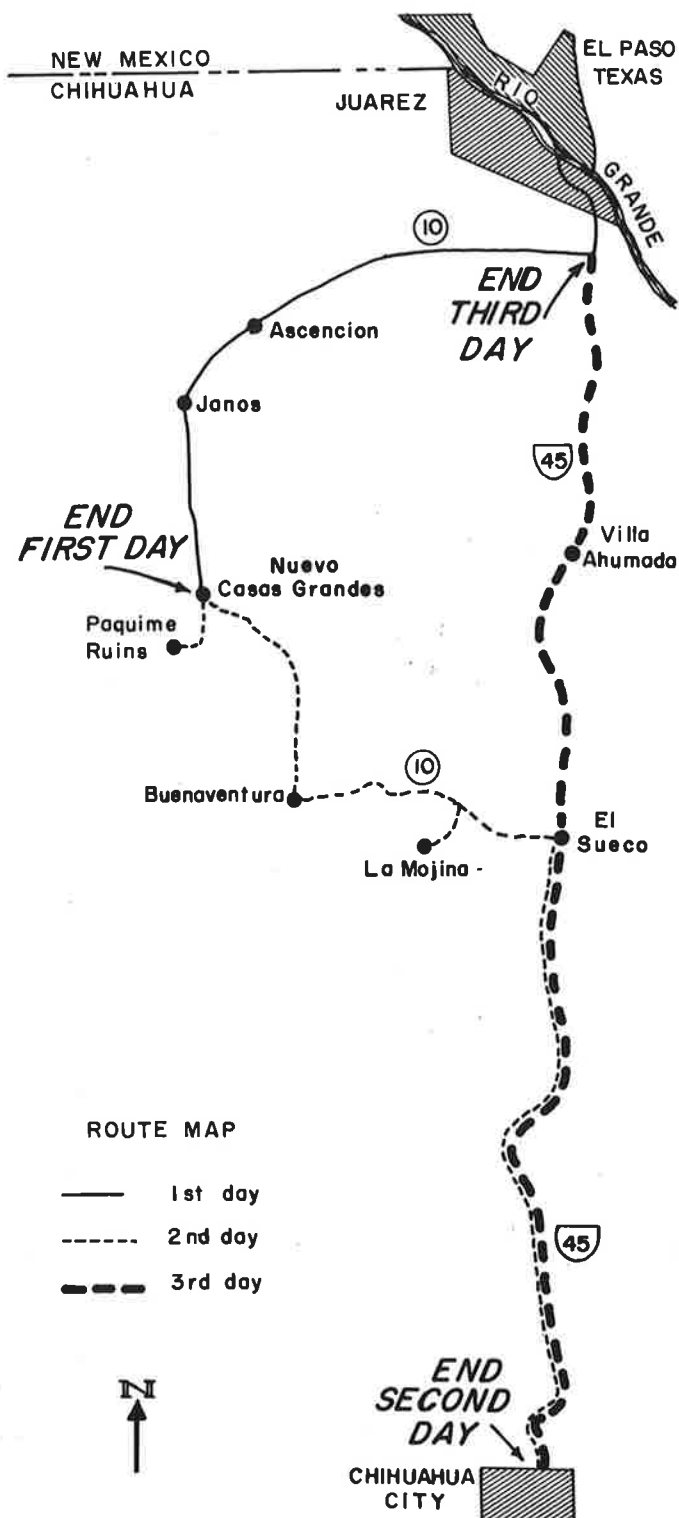 NEW MEXICO
CHIHUAHUA
EL PASO
TEXAS
JUAREZ
RIO
GRANDE
10
END
THIRD
DAY
Ascencion
Janos
45
END
FIRST DAY
Villa
Ahumada
Nuevo
Casas Grandes
Paquime
Ruins
10
Buenaventura
El
Sueco
La Mojina -
ROUTE MAP
1st day
2nd day
3rd day
45
N
END
SECOND
DAY
CHIHUAHUA
CITY